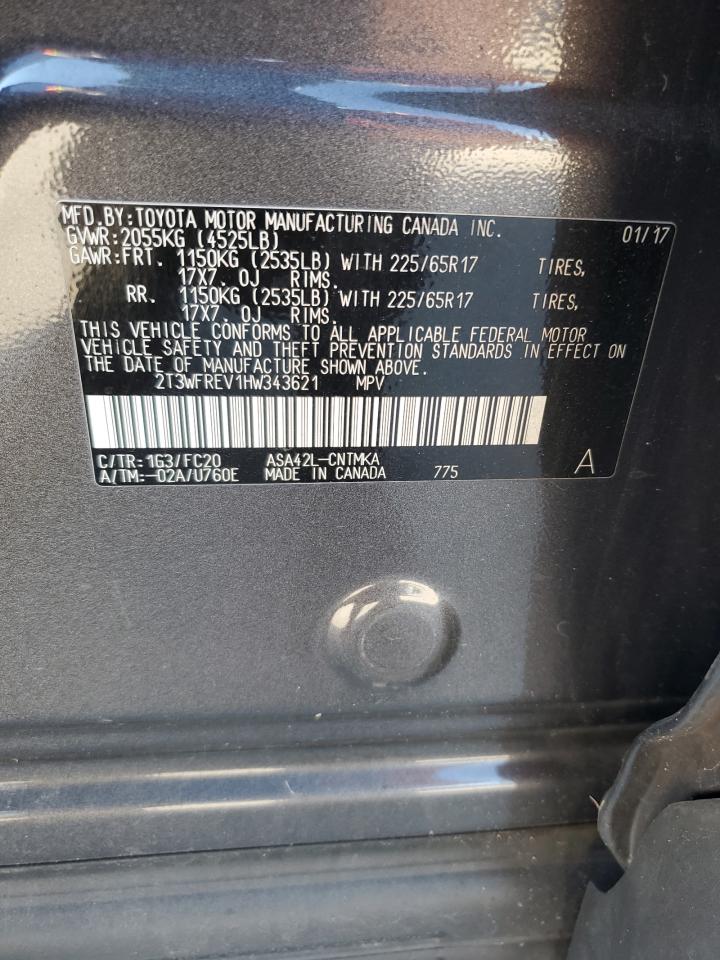 MFD.BY:TOYOTA MOTOR MANUFACTURING CANADA INC. 01/17
GVWR:2055KG (4525LB)
GAWR:FRT. 1150KG (2535LB) WITH 225/65R17 TIRES,
17X7.0J RIMS.
RR. 1150KG (2535LB) WITH 225/65R17 TIRES,
17X7.0J RIMS.
THIS VEHICLE CONFORMS TO ALL APPLICABLE FEDERAL MOTOR
VEHICLE SAFETY AND THEFT PREVENTION STANDARDS IN EFFECT ON
THE DATE OF MANUFACTURE SHOWN ABOVE.
2T3WFREV1HW343621 MPV
C/TR:1G3/FC20 ASA42L-CNTMKA
A/TM:-02A/U760E MADE IN CANADA 775 A